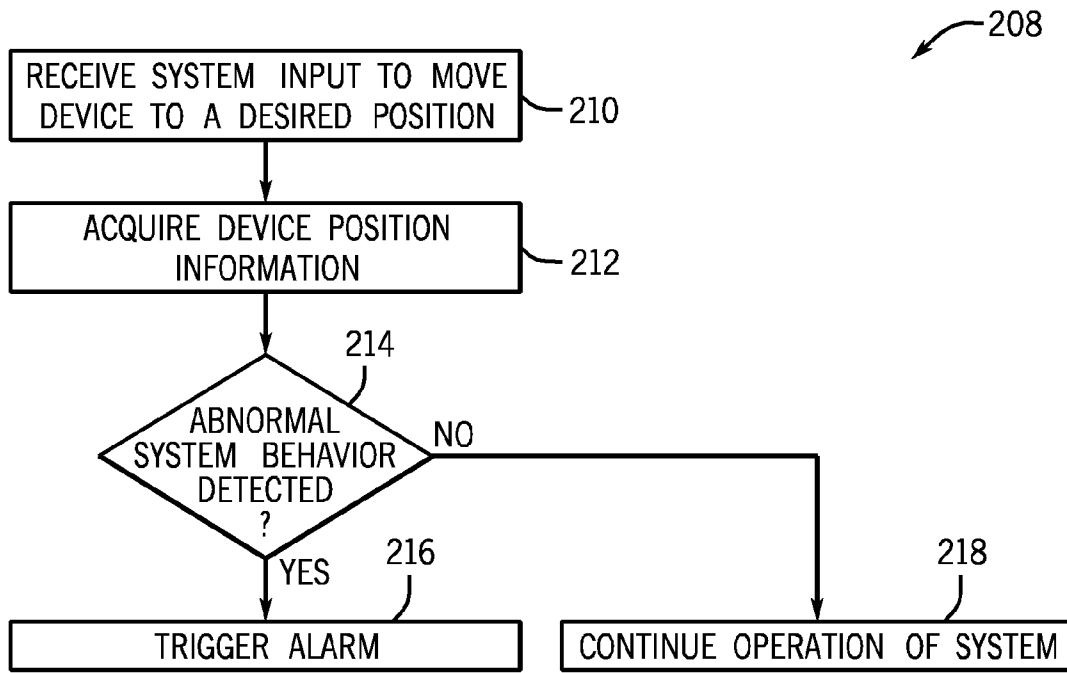 208
RECEIVE SYSTEM INPUT TO MOVE
DEVICE TO A DESIRED POSITION
210
ACQUIRE DEVICE POSITION
INFORMATION
212
214
ABNORMAL
SYSTEM BEHAVIOR
DETECTED
?
NO
YES
216
TRIGGER ALARM
218
CONTINUE OPERATION OF SYSTEM